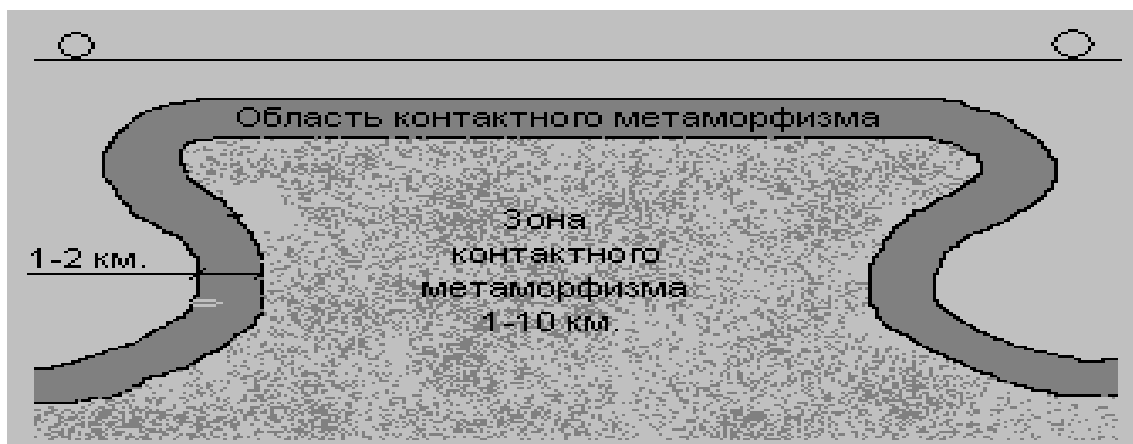 Область контактного метаморфизма
Зона
контактного
1-2 км.
метаморфизма
1-10 км.